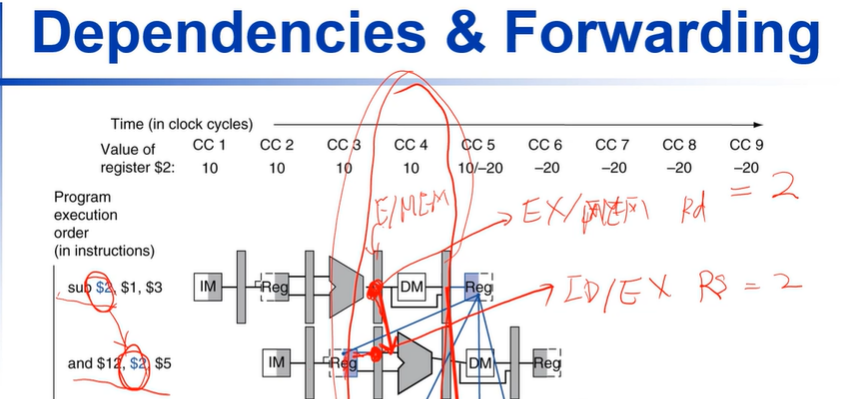 Dependencies & Forwarding
Time (in clock cycles)
Value of CC 1 CC 2 CC 3 CC 4 CC 5 CC 6 CC 7 CC 8 CC 9
register $2: 10 10 10 10 10/–20 –20 –20 –20 –20
Program
execution
order
(in instructions)
E/MEM
EX/MEM Rd = 2
sub $2, $1, $3
IM Reg DM Reg
ID/EX RS = 2
and $12, $2, $5
IM Reg DM Reg